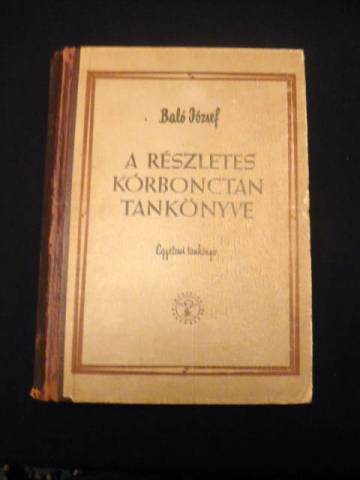 Baló József
A RÉSZLETES
KÓRBONCTAN
TANKÖNYVE
Egyetemi tankönyv